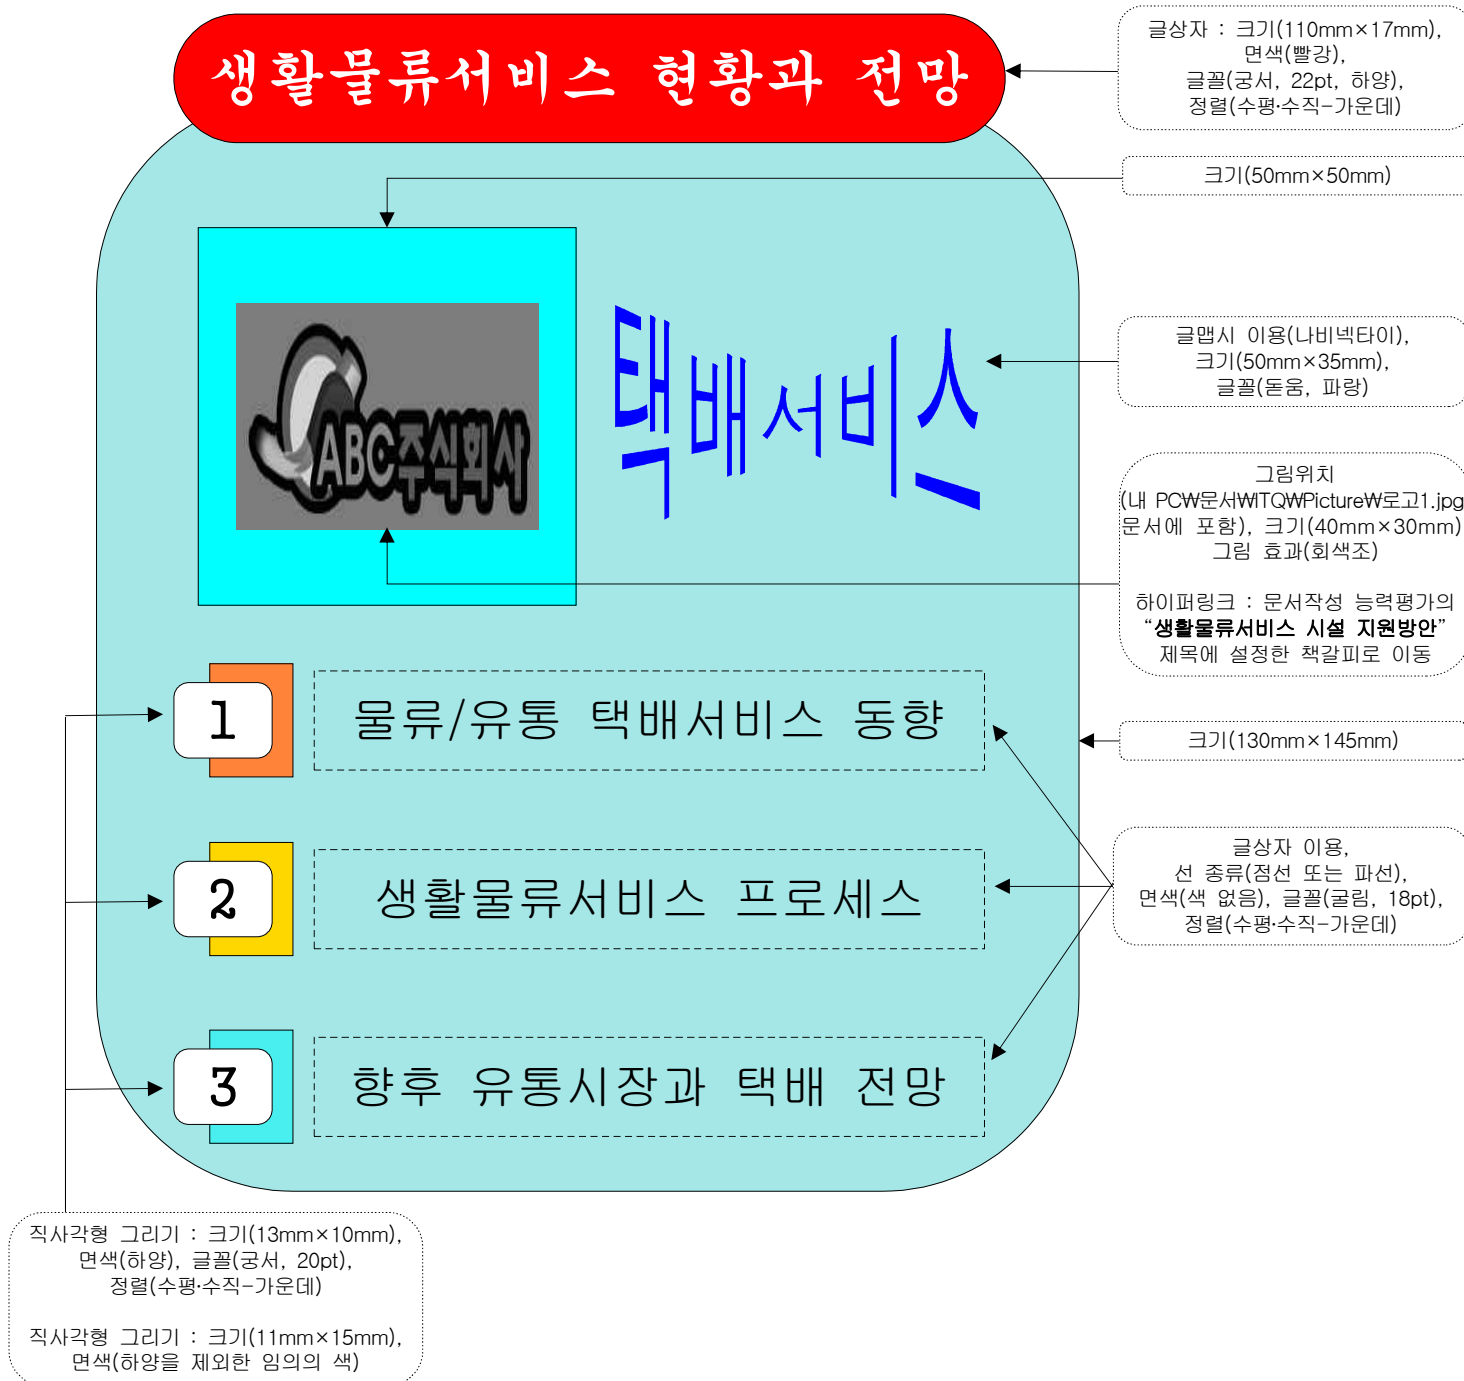 생활물류서비스 현황과 전망
글상자 : 크기(110mm×17mm),
면색(빨강),
글꼴(궁서, 22pt, 하양),
정렬(수평·수직-가운데)
크기(50mm×50mm)
ABC주식회사
택배서비스
글맵시 이용(나비넥타이),
크기(50mm×35mm),
글꼴(돋움, 파랑)
그림위치
(내 PC₩문서₩ITQ₩Picture₩로고1.jpg
문서에 포함), 크기(40mm×30mm)
그림 효과(회색조)
하이퍼링크 : 문서작성 능력평가의
“생활물류서비스 시설 지원방안”
제목에 설정한 책갈피로 이동
1
물류/유통 택배서비스 동향
크기(130mm×145mm)
2
생활물류서비스 프로세스
글상자 이용,
선 종류(점선 또는 파선),
면색(색 없음), 글꼴(굴림, 18pt),
정렬(수평·수직-가운데)
3
향후 유통시장과 택배 전망
직사각형 그리기 : 크기(13mm×10mm),
면색(하양), 글꼴(궁서, 20pt),
정렬(수평·수직-가운데)
직사각형 그리기 : 크기(11mm×15mm),
면색(하양을 제외한 임의의 색)